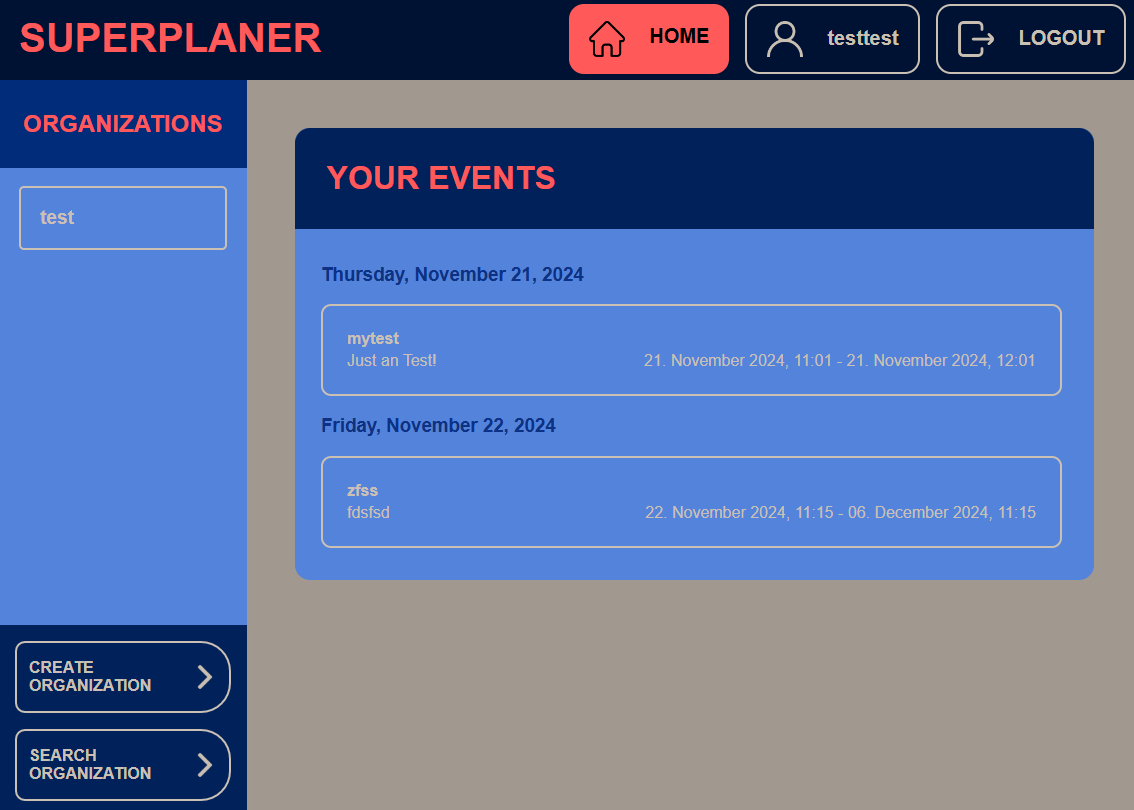 SUPERPLANER
HOME
testtest
LOGOUT
ORGANIZATIONS
test
YOUR EVENTS
Thursday, November 21, 2024
mytest
Just an Test!
21. November 2024, 11:01 - 21. November 2024, 12:01
Friday, November 22, 2024
zfss
fdsfsd
22. November 2024, 11:15 - 06. December 2024, 11:15
CREATE
ORGANIZATION
SEARCH
ORGANIZATION